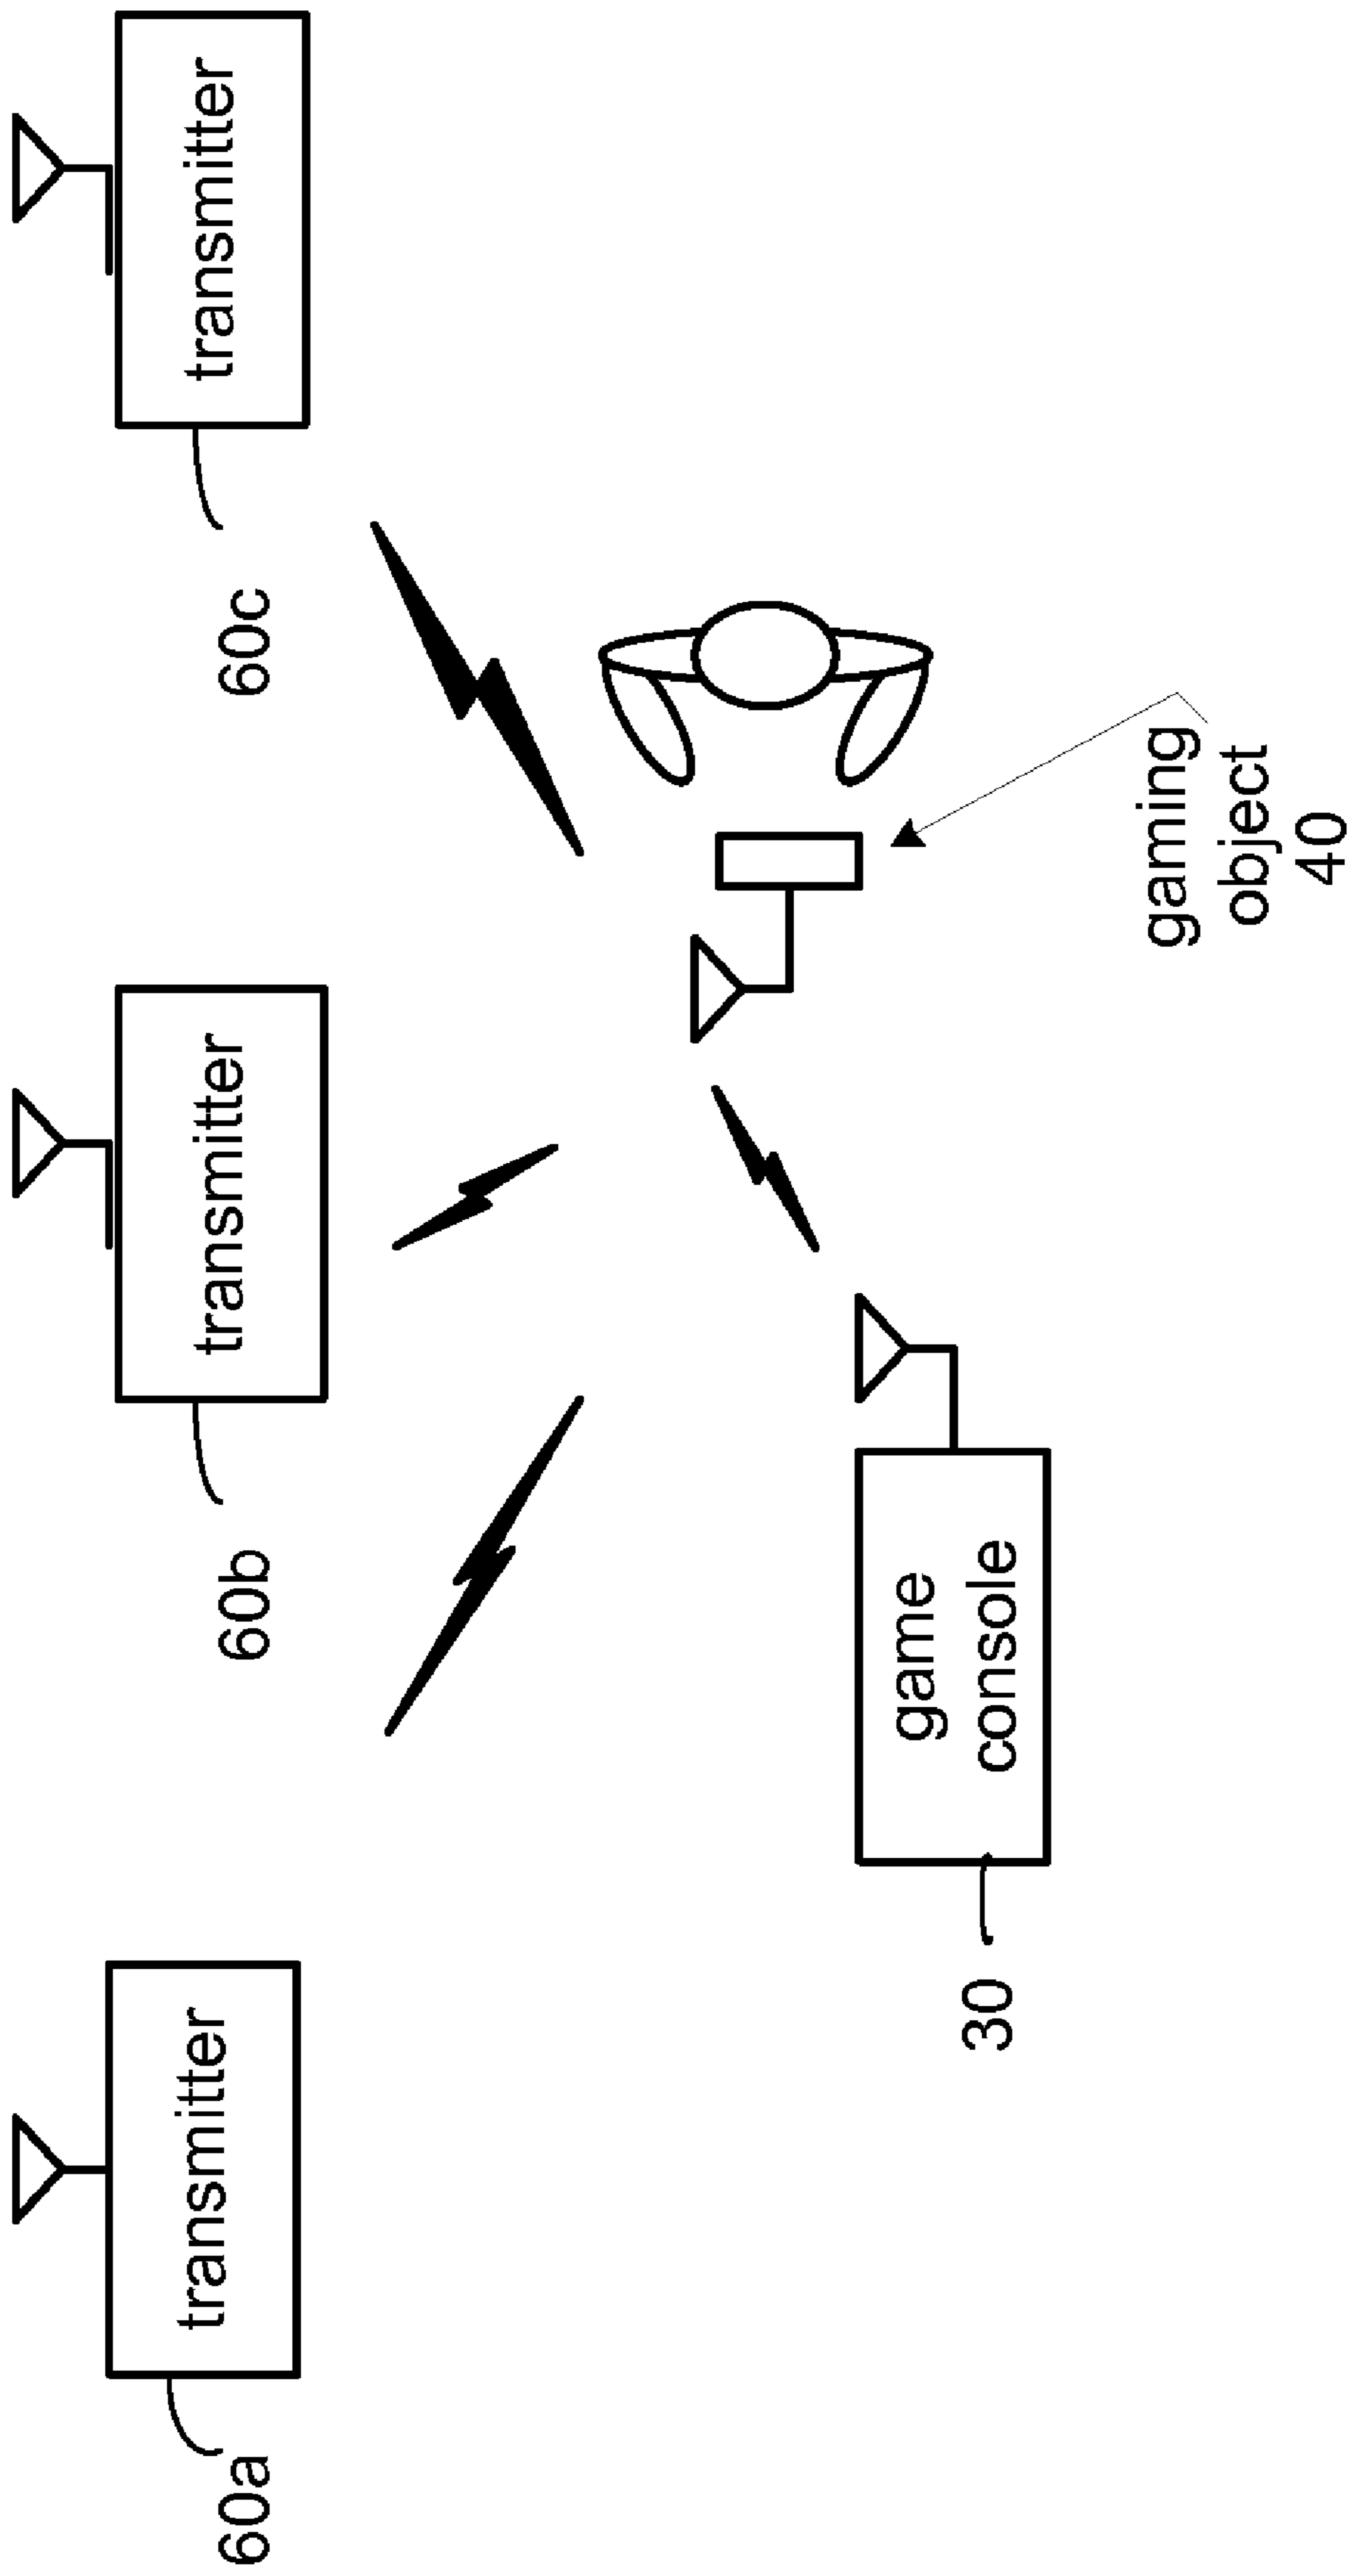 transmitter
60a
transmitter
60b
transmitter
60c
game
console
30
gaming
object
40